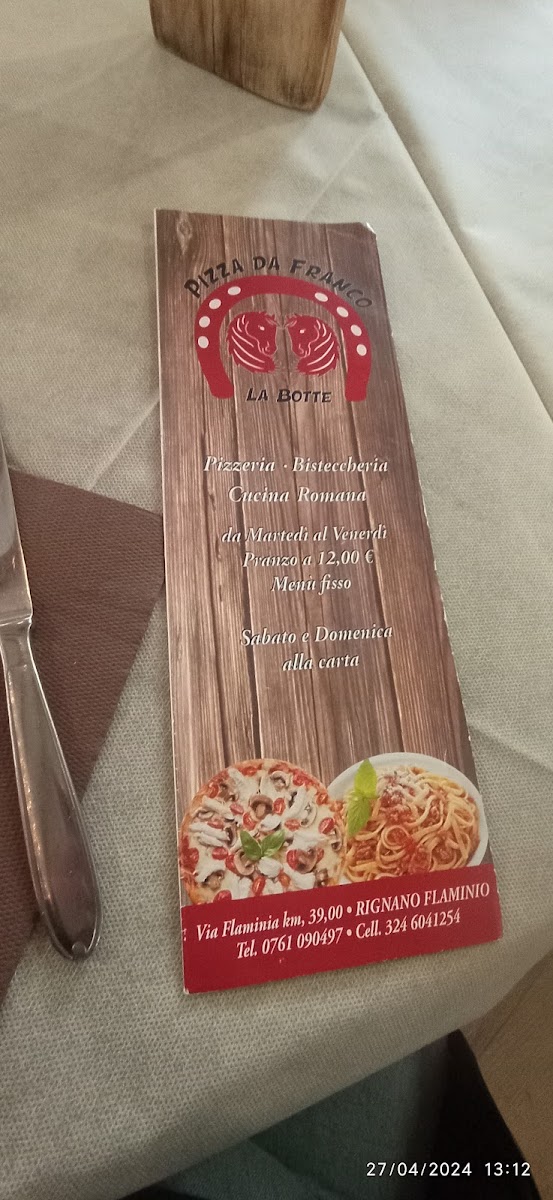 PIZZA DA FRANCO
LA BOTTE
Pizzeria · Bisteccheria
Cucina Romana
da Martedì al Venerdì
Pranzo a 12,00 €
Menù fisso
Sabato e Domenica
alla carta
Via Flaminia km, 39,00 • RIGNANO FLAMINIO
Tel. 0761 090497 • Cell. 324 6041254
27/04/2024 13:12